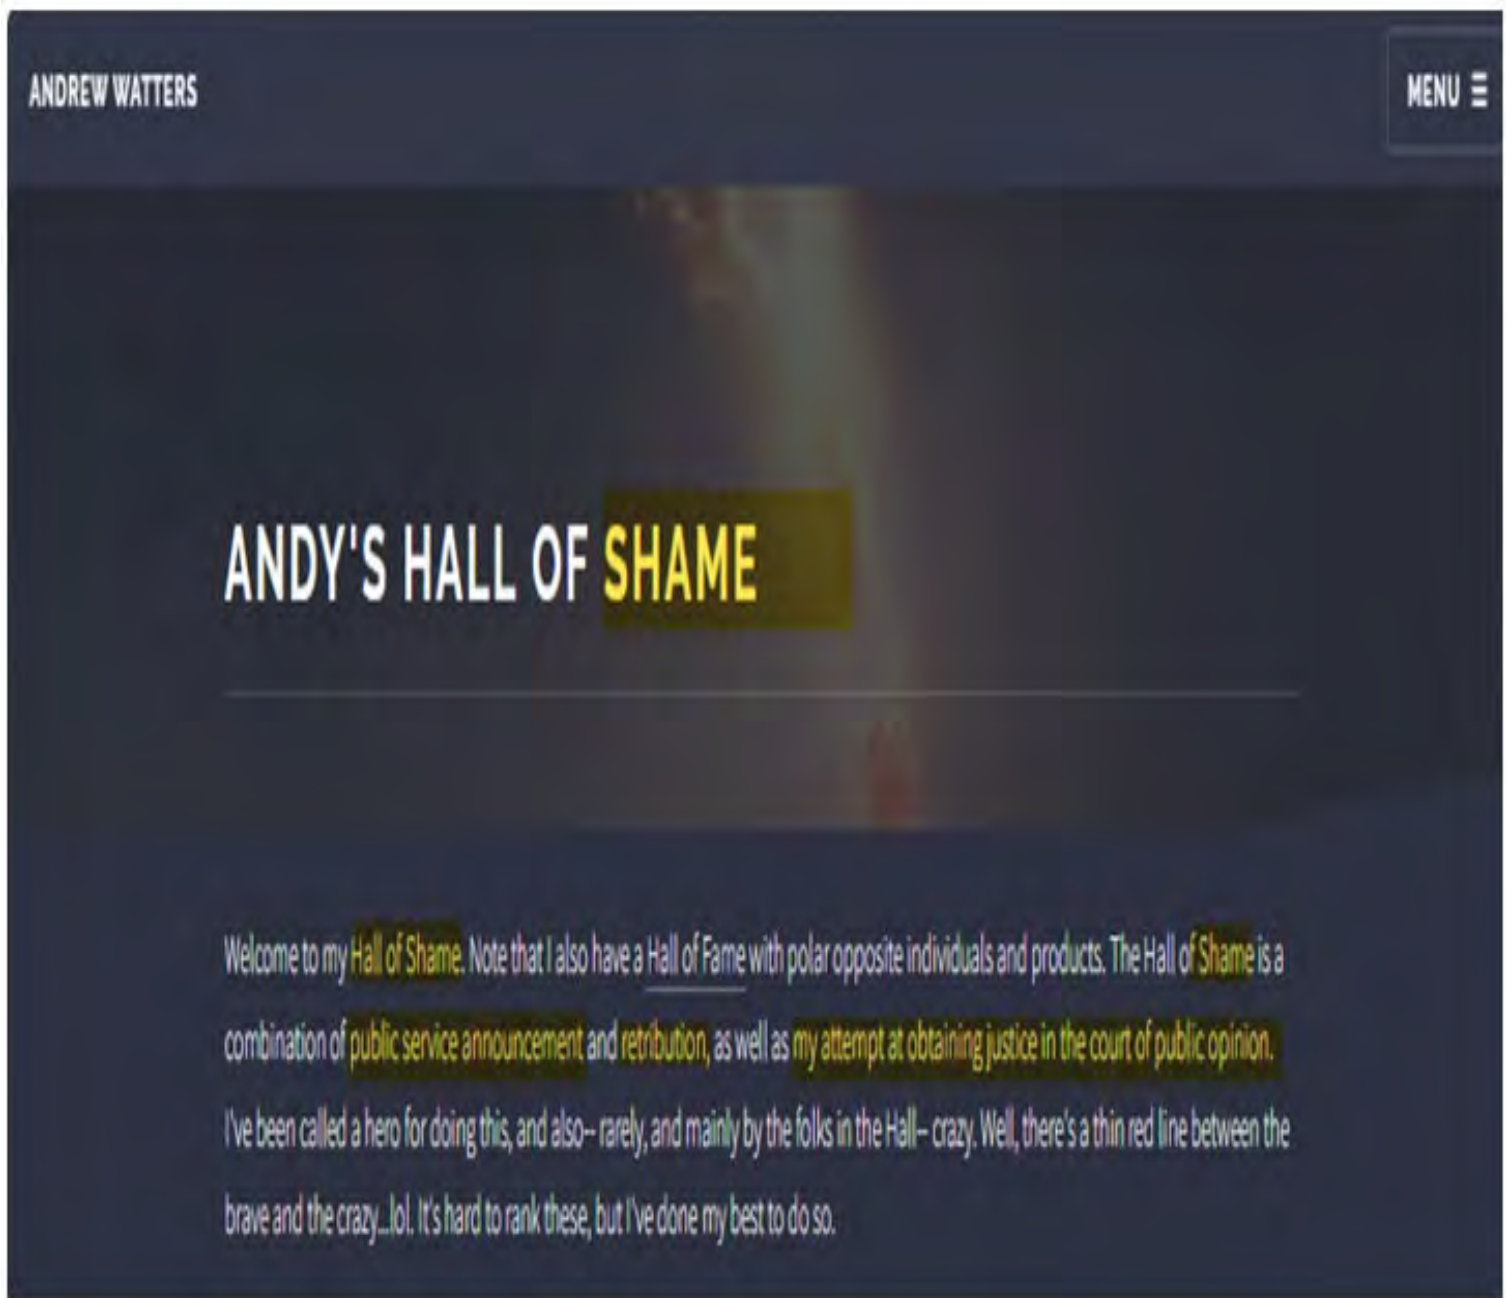 ANDREW WATTERS
MENU
ANDY'S HALL OF SHAME
Welcome to my Hall of Shame. Note that I also have a Hall of Fame with polar opposite individuals and products. The Hall of Shame is a
combination of public service announcement and retribution, as well as my attempt at obtaining justice in the court of public opinion.
I've been called a hero for doing this, and also-- rarely, and mainly by the folks in the Hall-- crazy. Well, there's a thin red line between the
brave and the crazy...lol. It's hard to rank these, but I've done my best to do so.